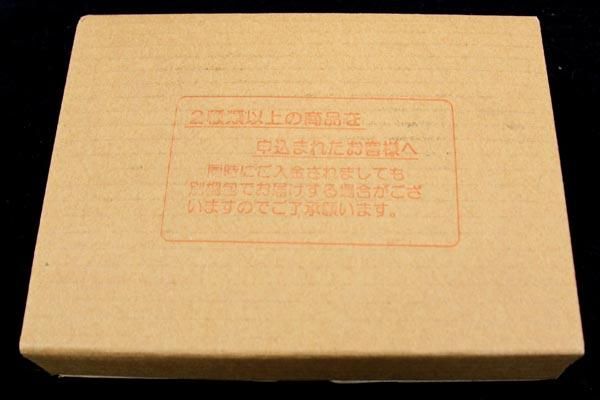 2種類以上の商品を
申込まれたお客様へ
同時にご入金されましても
別梱包でお届けする場合がござ
いますのでご了承願います。